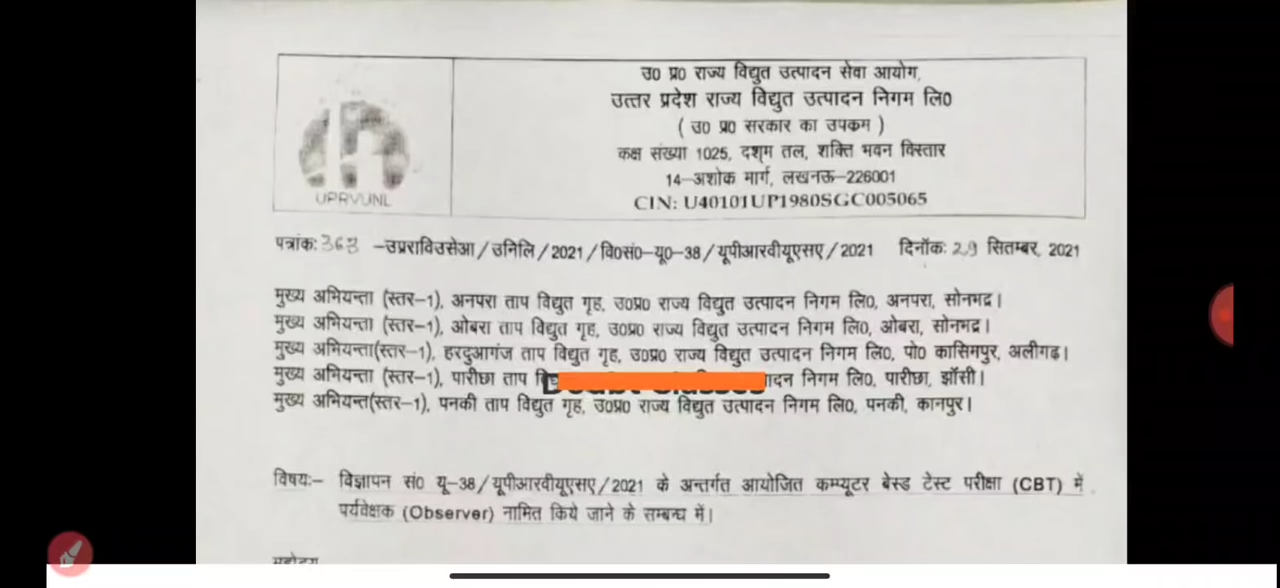 UPRVUNL
उ0 प्र0 राज्य विद्युत उत्पादन सेवा आयोग,
उत्तर प्रदेश राज्य विद्युत उत्पादन निगम लि0
( उ0 प्र0 सरकार का उपकम )
कक्ष संख्या 1025, दशम तल, शक्ति भवन विस्तार
14-अशोक मार्ग, लखनऊ-226001
CIN: U40101UP1980SGC005065
पत्रांक: 368 -उप्रराविउसेआ/उनिलि/2021/वि0सं0-यू0-38/यूपीआरवीयूएसए/2021 दिनॉक: 29 सितम्बर, 2021
मुख्य अभियन्ता (स्तर-1), अनपरा ताप विद्युत गृह, उ0प्र0 राज्य विद्युत उत्पादन निगम लि0, अनपरा, सोनभद्र।
मुख्य अभियन्ता (स्तर-1), ओबरा ताप विद्युत गृह, उ0प्र0 राज्य विद्युत उत्पादन निगम लि0, ओबरा, सोनभद्र।
मुख्य अभियन्ता(स्तर-1), हरदुआगंज ताप विद्युत गृह, उ0प्र0 राज्य विद्युत उत्पादन निगम लि0, पो0 कासिमपुर, अलीगढ़।
मुख्य अभियन्ता (स्तर-1), पारीछा ताप निगम लि0, पारीछा, झॉसी।
मुख्य अभियन्त(स्तर-1), पनकी ताप विद्युत गृह, उ0प्र0 राज्य विद्युत उत्पादन निगम लि0, पनकी, कानपुर।
विषयः- विज्ञापन सं0 यू-38/यूपीआरवीयूएसए/2021 के अन्तर्गत आयोजित कम्प्यूटर बेस्ड टेस्ट परीक्षा (CBT) में
पर्यवेक्षक (Observer) नामित किये जाने के सम्बन्ध में।